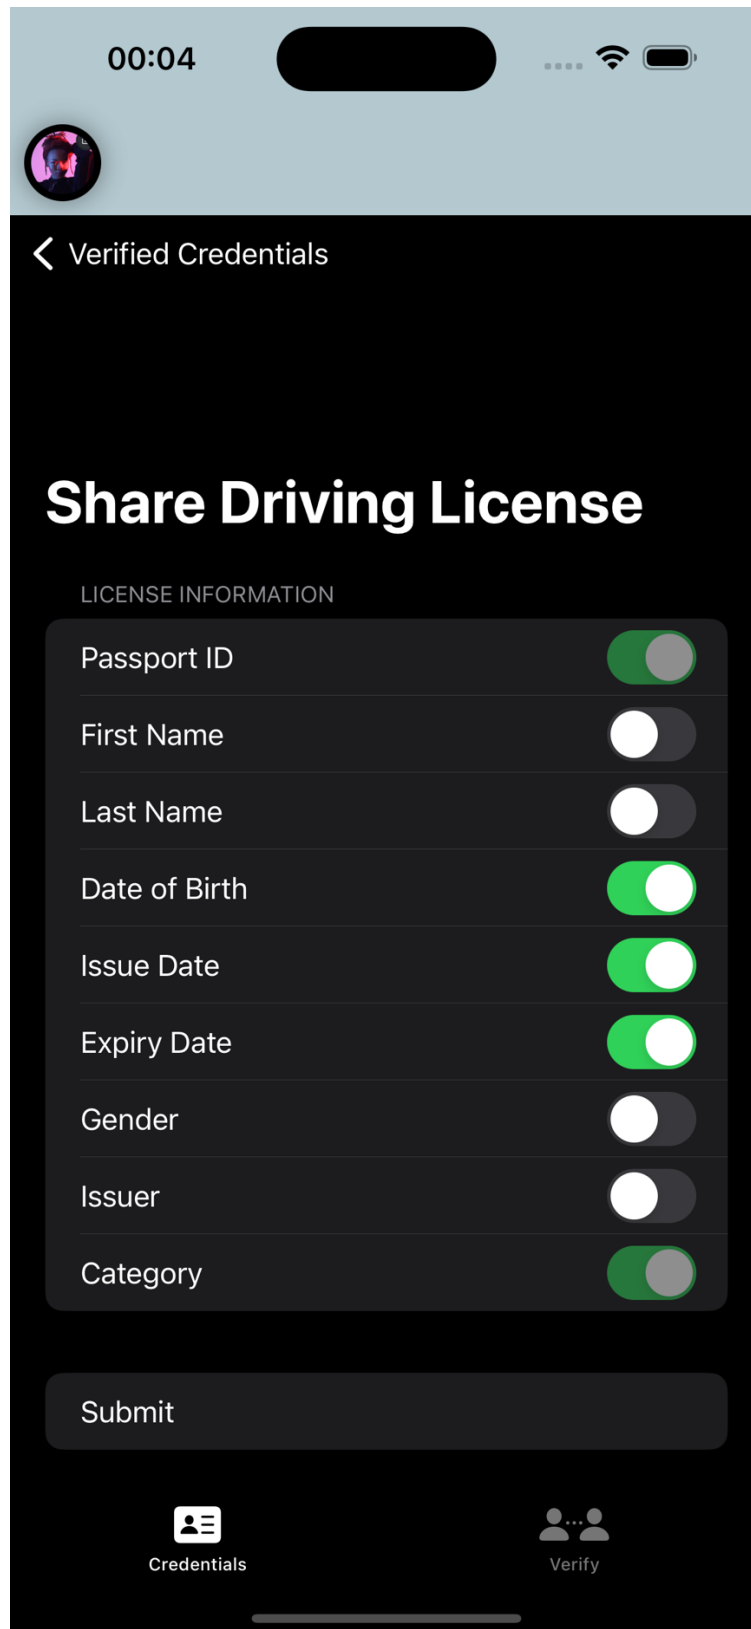 00:04
Verified Credentials
Share Driving License
LICENSE INFORMATION
Passport ID
First Name
Last Name
Date of Birth
Issue Date
Expiry Date
Gender
Issuer
Category
Submit
Credentials
Verify